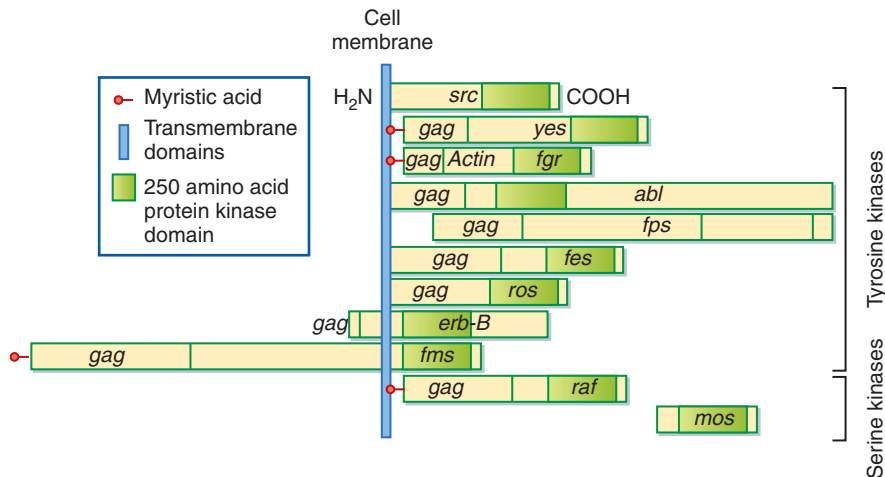 Cell
membrane
Myristic acid
Transmembrane
domains
250 amino acid
protein kinase
domain
H₂N
src
COOH
gag yes
gag Actin fgr
gag abl
gag fps
gag fes
gag ros
gag erb-B
gag fms
gag raf
mos
Tyrosine kinases
Serine kinases